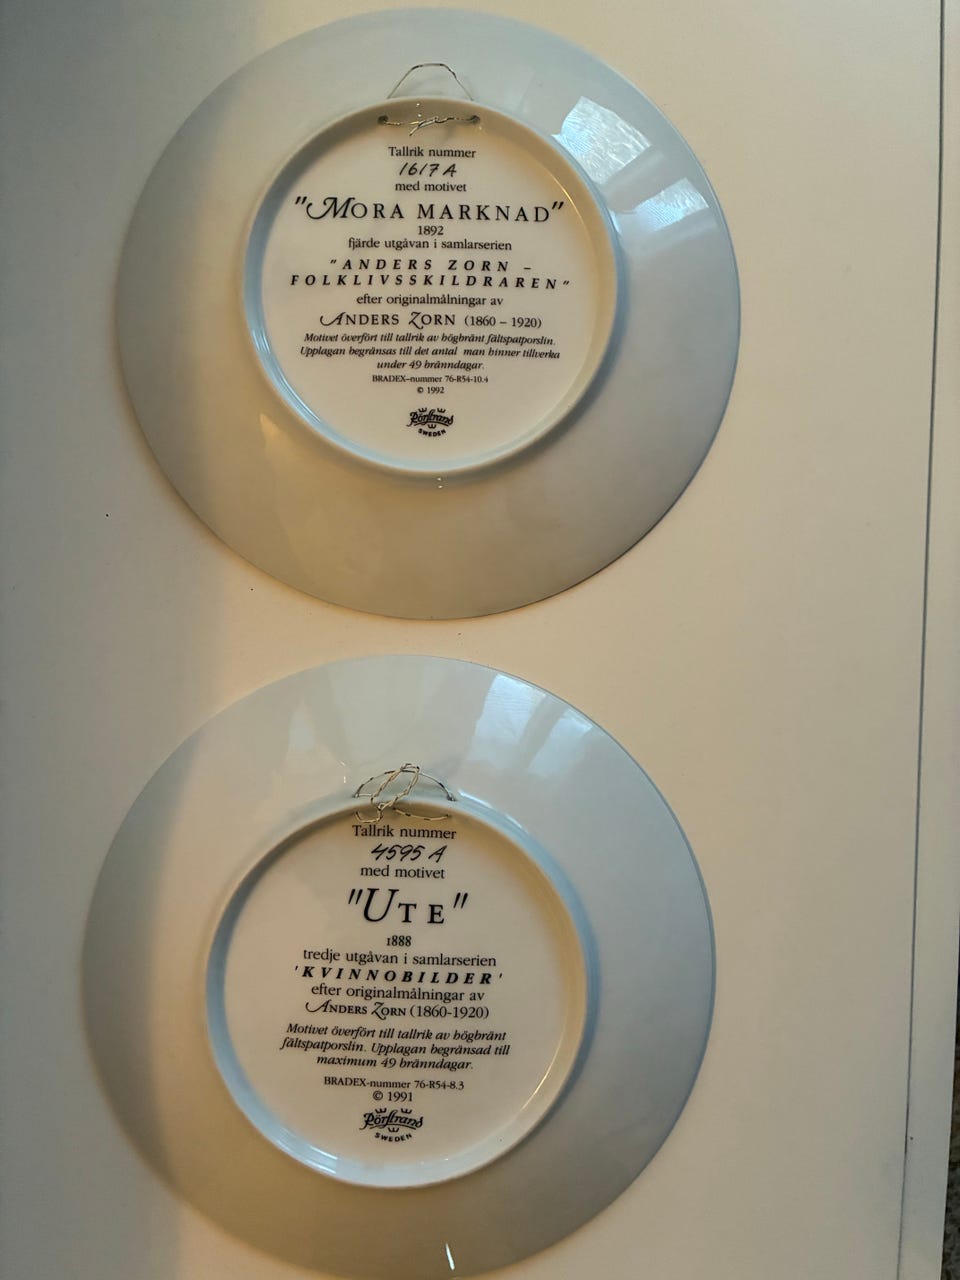 Tallrik nummer
1617 A
med motivet
"MORA MARKNAD"
1892
fjärde utgåvan i samlarserien
"ANDERS ZORN –
FOLKLIVSSKILDRAREN"
efter originalmålningar av
ANDERS ZORN (1860 – 1920)
Motivet överfört till tallrik av högbränt fältspatporslin.
Upplagan begränsas till det antal man hinner tillverka
under 49 bränndagar.
BRADEX–nummer 76-R54-10.4
© 1992
Rörstrand
SWEDEN
Tallrik nummer
4595 A
med motivet
"UTE"
1888
tredje utgåvan i samlarserien
'KVINNOBILDER'
efter originalmålningar av
ANDERS ZORN (1860-1920)
Motivet överfört till tallrik av högbränt
fältspatporslin. Upplagan begränsad till
maximum 49 bränndagar.
BRADEX-nummer 76-R54-8.3
© 1991
Rörstrand
SWEDEN